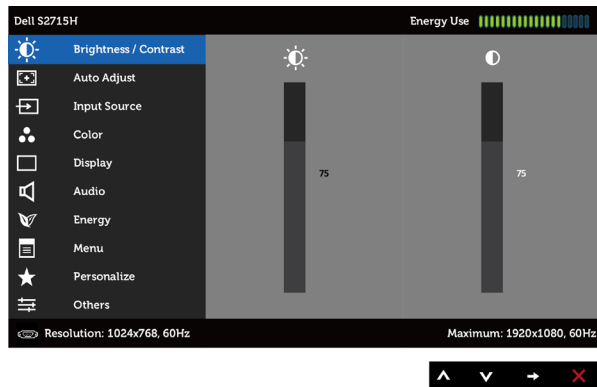 Dell S2715H
Energy Use
Brightness / Contrast
Auto Adjust
Input Source
Color
Display
Audio
Energy
Menu
Personalize
Others
75
75
Resolution: 1024x768, 60Hz
Maximum: 1920x1080, 60Hz